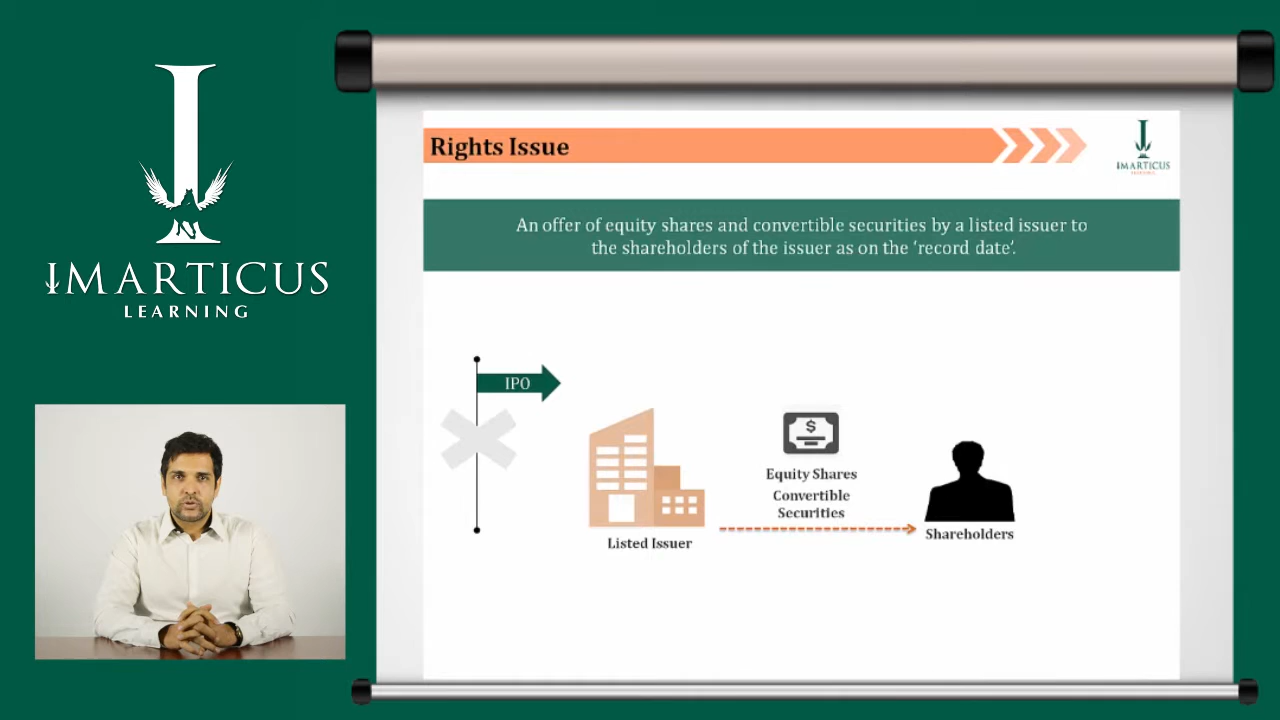 IMARTICUS
LEARNING
Rights Issue
IMARTICUS
An offer of equity shares and convertible securities by a listed issuer to
the shareholders of the issuer as on the ‘record date’.
IPO
$
Equity Shares
Convertible
Securities
Listed Issuer
Shareholders